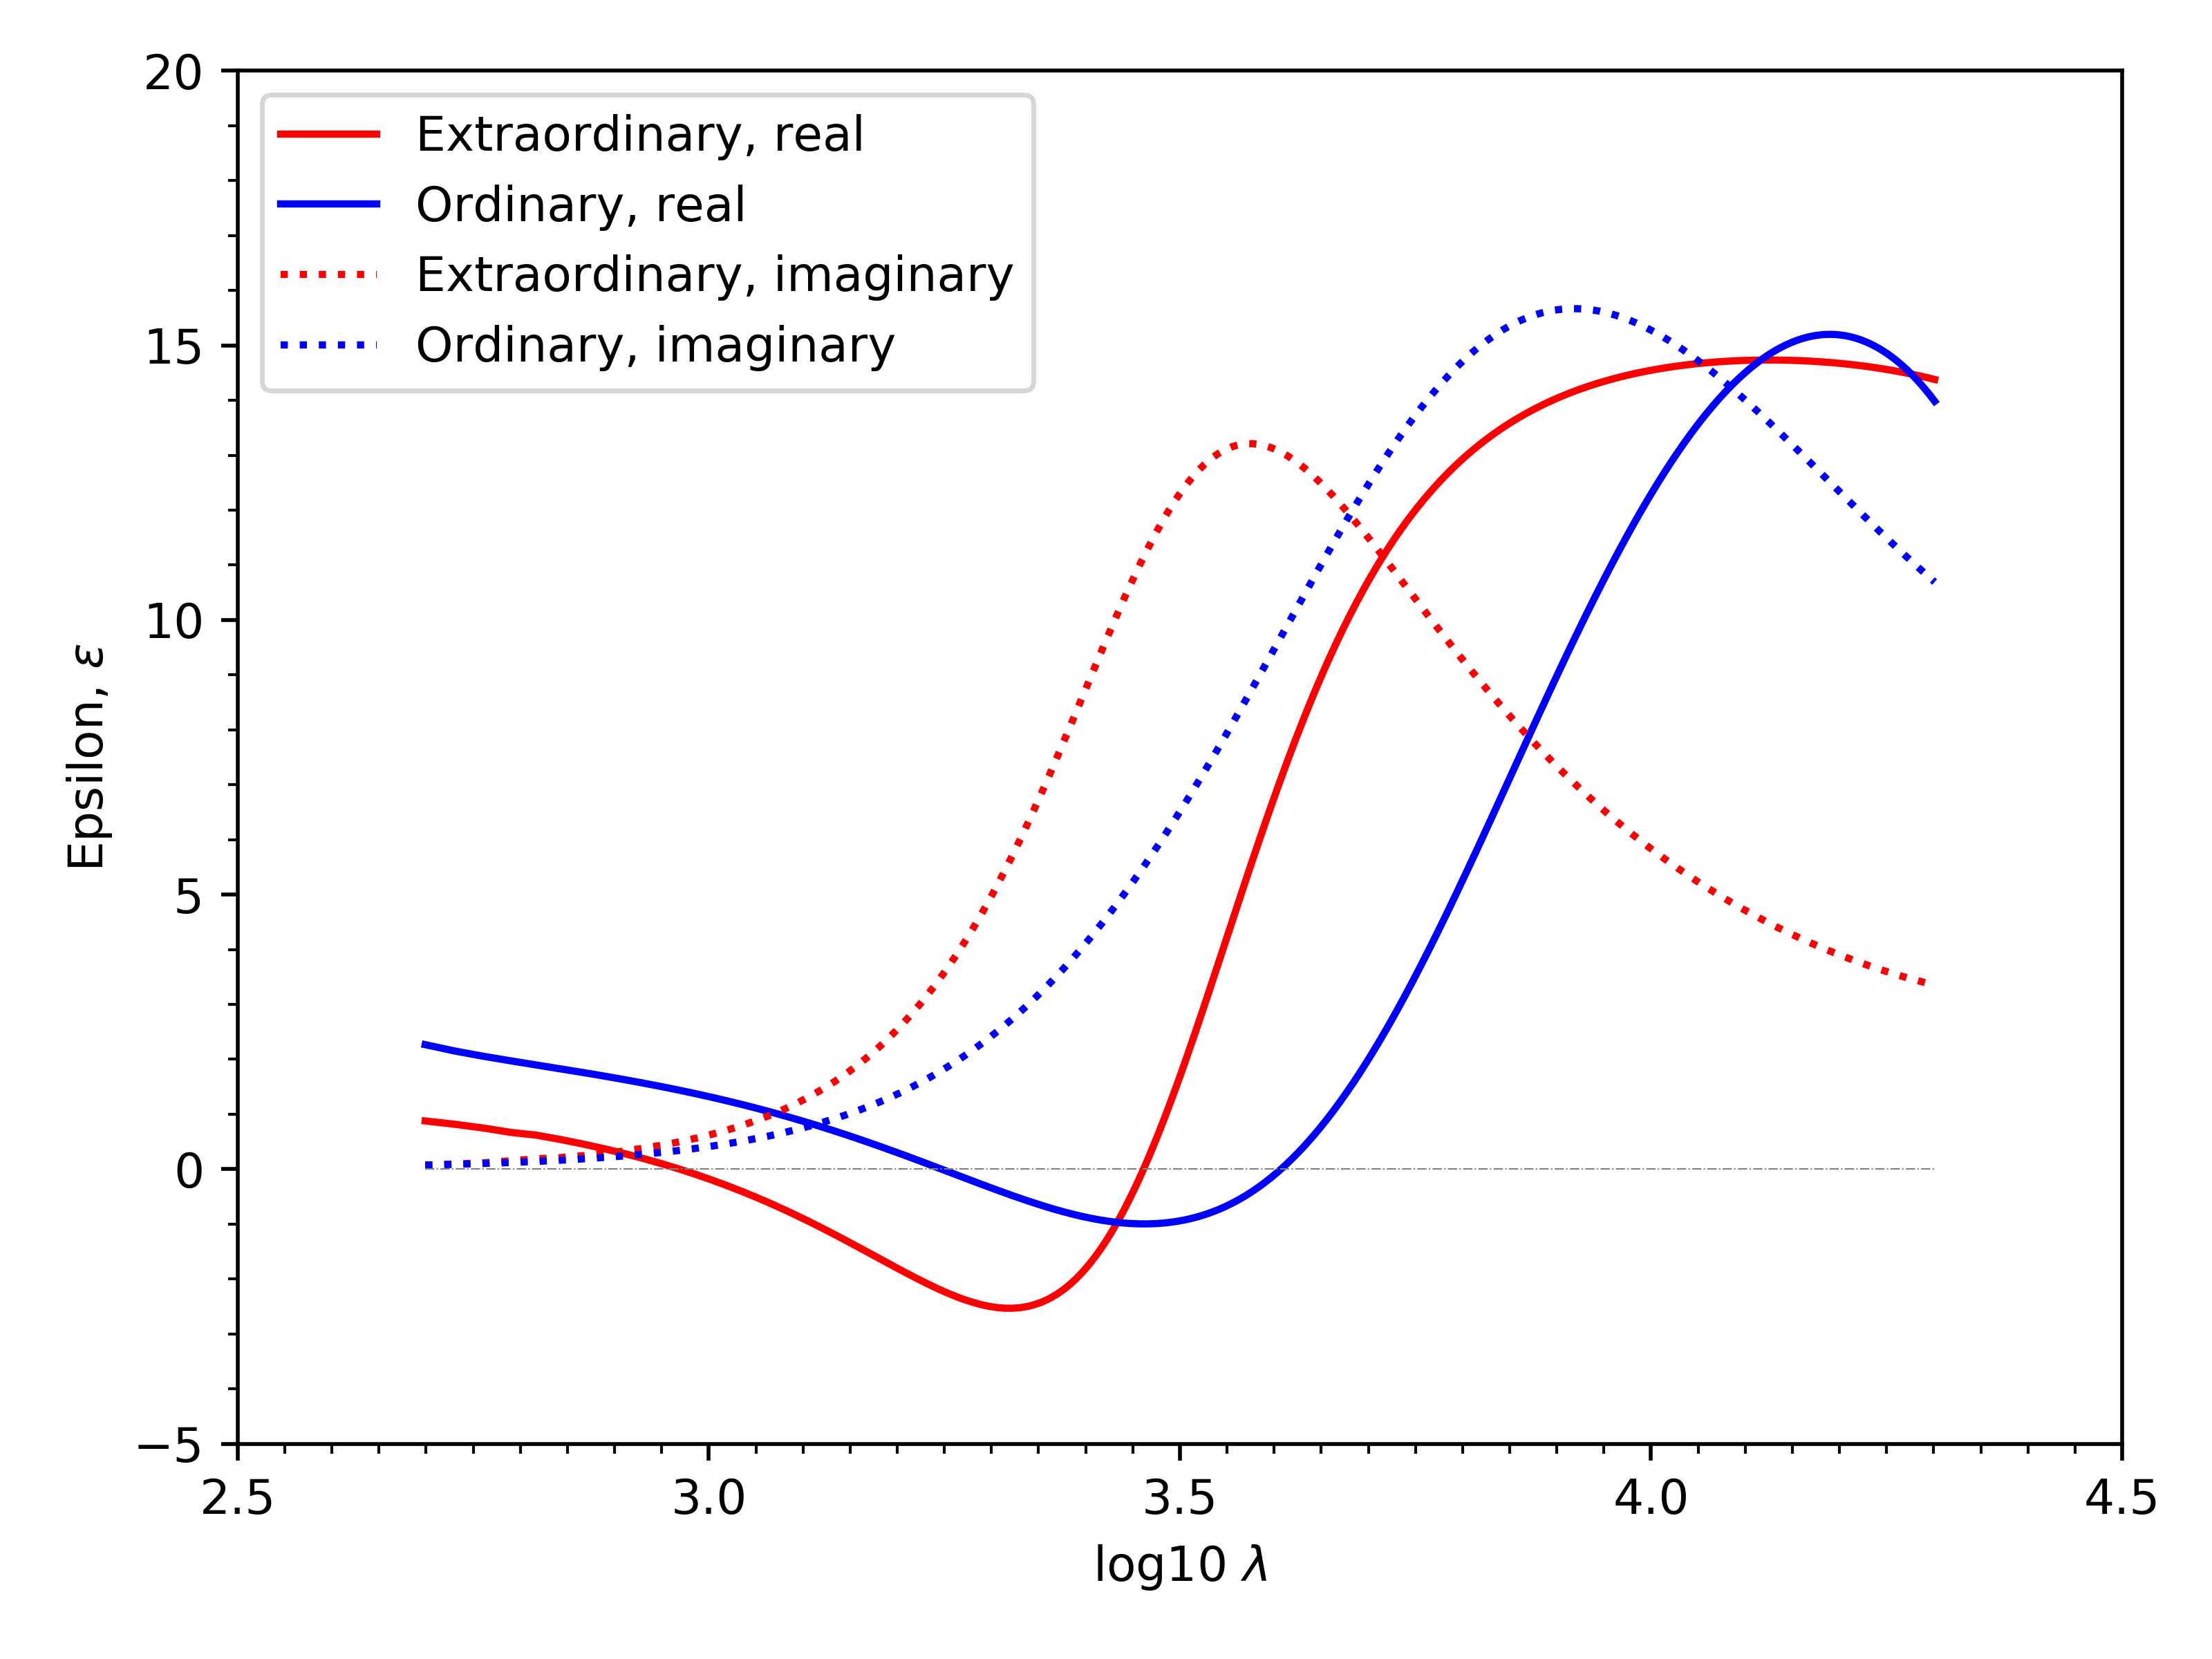 20
15
10
5
0
−5
Epsilon, ε
Extraordinary, real
Ordinary, real
Extraordinary, imaginary
Ordinary, imaginary
2.5 3.0 3.5 4.0 4.5
log10 λ